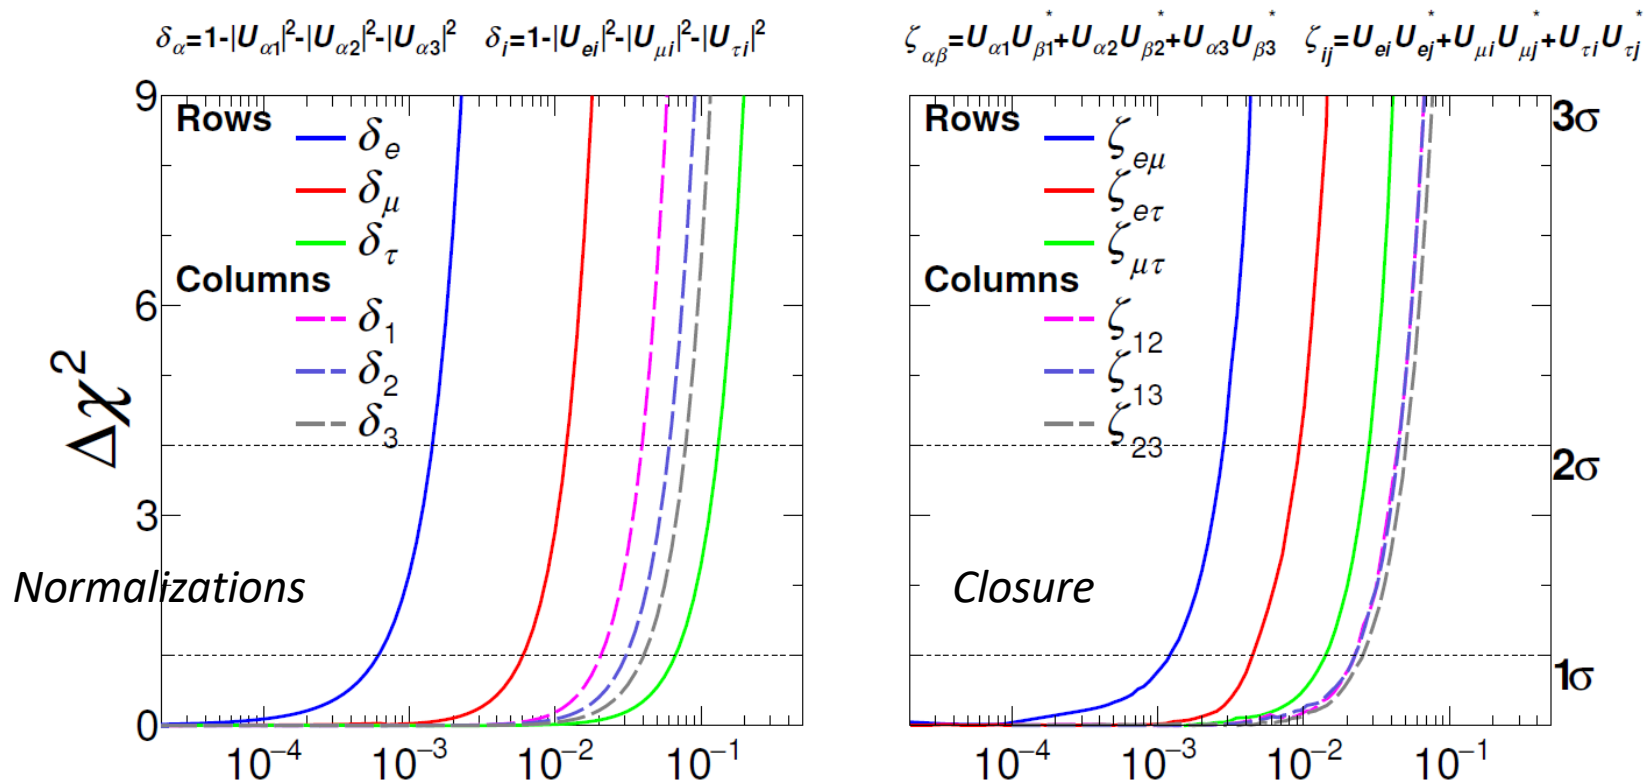 δα=1-|Uα1|²-|Uα2|²-|Uα3|² δi=1-|Uei|²-|Uμi|²-|Uτi|²
ζαβ=Uα1Uβ1*+Uα2Uβ2*+Uα3Uβ3* ζij=UeiUej*+UμiUμj*+UτiUτj*
Δχ²
9
6
3
0
Rows
δe
δμ
δτ
Columns
δ1
δ2
δ3
Normalizations
10⁻⁴ 10⁻³ 10⁻² 10⁻¹
Rows
ζeμ
ζeτ
ζμτ
Columns
ζ12
ζ13
ζ23
Closure
3σ
2σ
1σ
10⁻⁴ 10⁻³ 10⁻² 10⁻¹